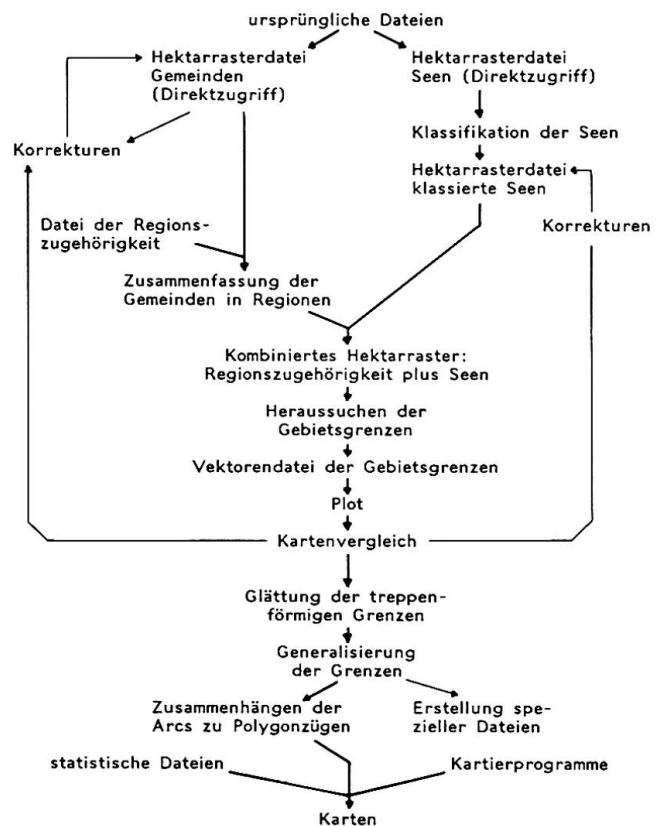 ursprüngliche Dateien
Hektarrasterdatei
Gemeinden
(Direktzugriff)
Hektarrasterdatei
Seen (Direktzugriff)
Klassifikation der Seen
Korrekturen
Hektarrasterdatei
klassierte Seen
Datei der Regions-
zugehörigkeit
Korrekturen
Zusammenfassung der
Gemeinden in Regionen
Kombiniertes Hektarraster:
Regionszugehörigkeit plus Seen
Heraussuchen der
Gebietsgrenzen
Vektorendatei der Gebietsgrenzen
Plot
Kartenvergleich
Glättung der treppen-
förmigen Grenzen
Generalisierung
der Grenzen
Zusammenhängen der
Arcs zu Polygonzügen
Erstellung spe-
zieller Dateien
statistische Dateien
Kartierprogramme
Karten